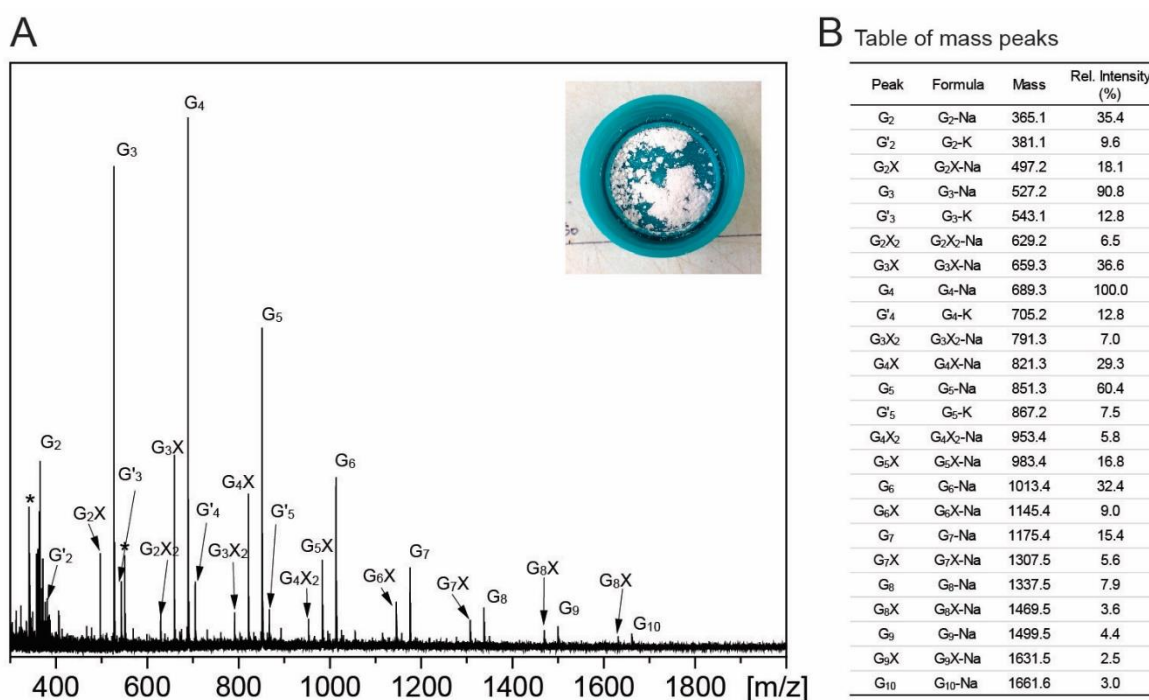 A
G₄
G₃
G₅
G₂
*
G'₂
G₂X
G'₃
*
G₂X₂
G₃X
G'₄
G₃X₂
G₄X
G'₅
G₄X₂
G₅X
G₆
G₆X
G₇
G₇X
G₈
G₈X
G₉
G₈X
G₁₀
400 600 800 1000 1200 1400 1600 1800 [m/z]
B Table of mass peaks
Peak Formula Mass Rel. Intensity (%)
G₂ G₂-Na 365.1 35.4
G'₂ G₂-K 381.1 9.6
G₂X G₂X-Na 497.2 18.1
G₃ G₃-Na 527.2 90.8
G'₃ G₃-K 543.1 12.8
G₂X₂ G₂X₂-Na 629.2 6.5
G₃X G₃X-Na 659.3 36.6
G₄ G₄-Na 689.3 100.0
G'₄ G₄-K 705.2 12.8
G₃X₂ G₃X₂-Na 791.3 7.0
G₄X G₄X-Na 821.3 29.3
G₅ G₅-Na 851.3 60.4
G'₅ G₅-K 867.2 7.5
G₄X₂ G₄X₂-Na 953.4 5.8
G₅X G₅X-Na 983.4 16.8
G₆ G₆-Na 1013.4 32.4
G₆X G₆X-Na 1145.4 9.0
G₇ G₇-Na 1175.4 15.4
G₇X G₇X-Na 1307.5 5.6
G₈ G₈-Na 1337.5 7.9
G₈X G₈X-Na 1469.5 3.6
G₉ G₉-Na 1499.5 4.4
G₉X G₉X-Na 1631.5 2.5
G₁₀ G₁₀-Na 1661.6 3.0